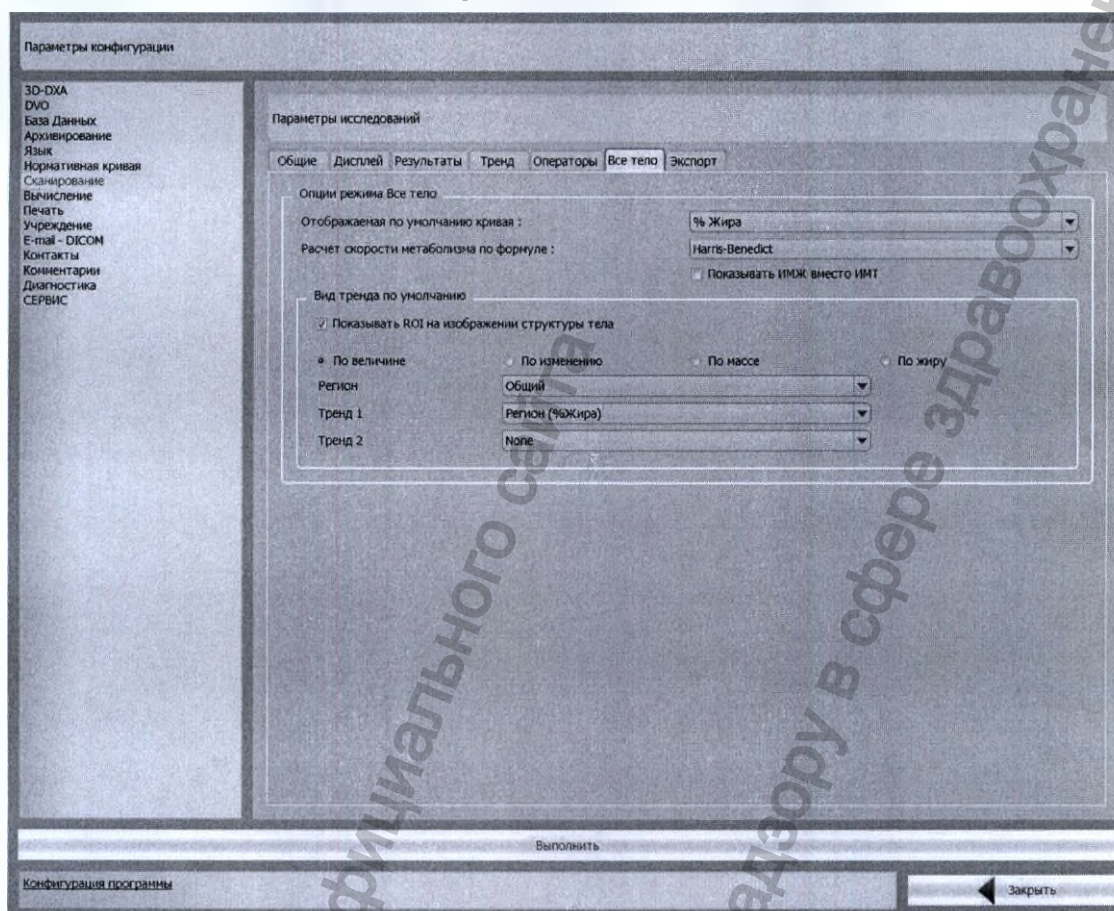 Параметры конфигурации
3D-DXA
DVO
База Данных
Архивирование
Язык
Нормативная кривая
Сканирование
Вычисление
Печать
Учреждение
E-mail - DICOM
Контакты
Комментарии
Диагностика
СЕРВИС
Параметры исследований
Общие Дисплей Результаты Тренд Операторы Все тело Экспорт
Опции режима Все тело
Отображаемая по умолчанию кривая : % Жира
Расчет скорости метаболизма по формуле : Harris-Benedict
Показывать ИМЖ вместо ИМТ
Вид тренда по умолчанию
Показывать ROI на изображении структуры тела
По величине По изменению По массе По жиру
Регион Общий
Тренд 1 Регион (%Жира)
Тренд 2 None
Выполнить
Конфигурация программы
Закрыть
сайта
в сфере